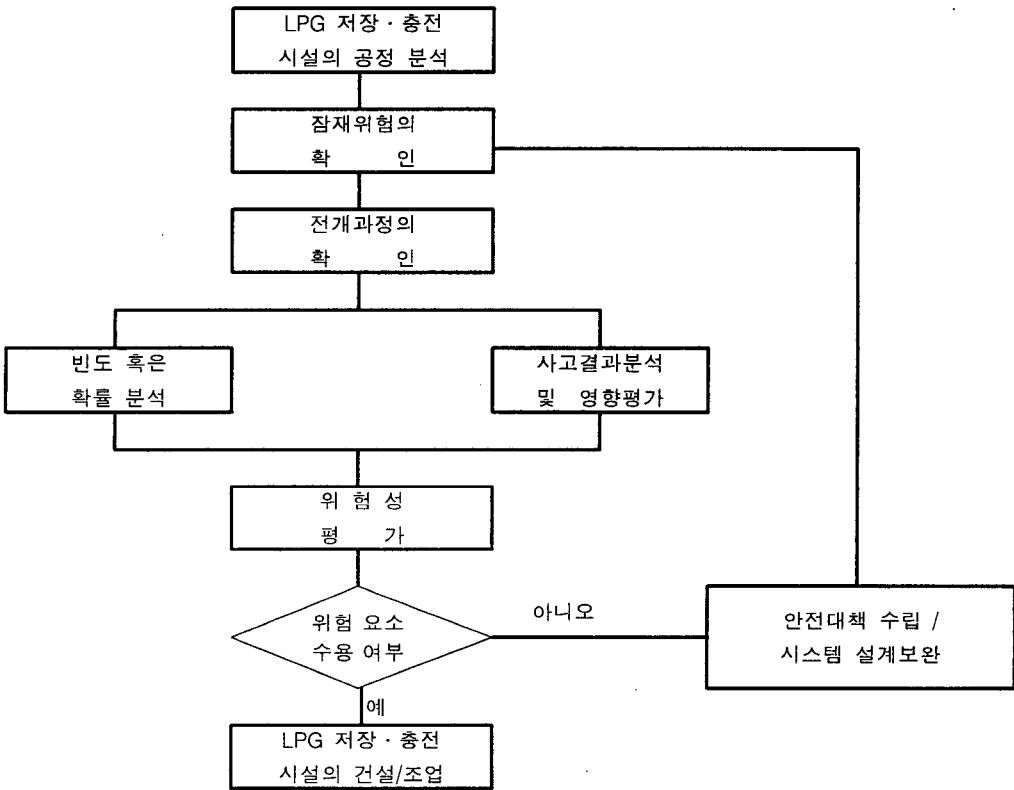 LPG 저장 · 충전
시설의 공정 분석
잠재위험의
확 인
전개과정의
확 인
빈도 혹은
확률 분석
사고결과분석
및 영향평가
위 험 성
평 가
위험 요소
수용 여부
아니오
안전대책 수립 /
시스템 설계보완
예
LPG 저장 · 충전
시설의 건설/조업